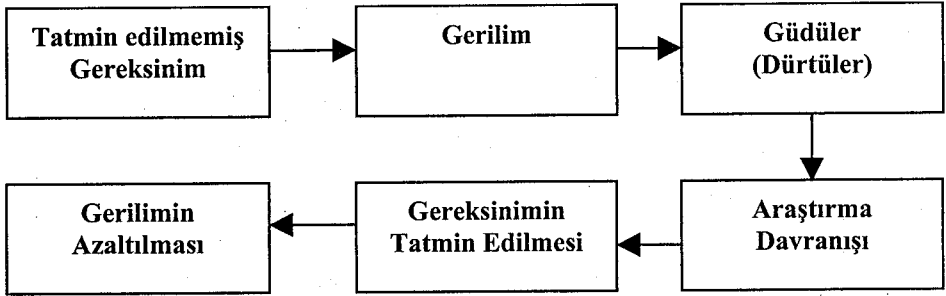 Tatmin edilmemiş
Gereksinim
Gerilim
Güdüler
(Dürtüler)
Araştırma
Davranışı
Gereksinimin
Tatmin Edilmesi
Gerilimin
Azaltılması